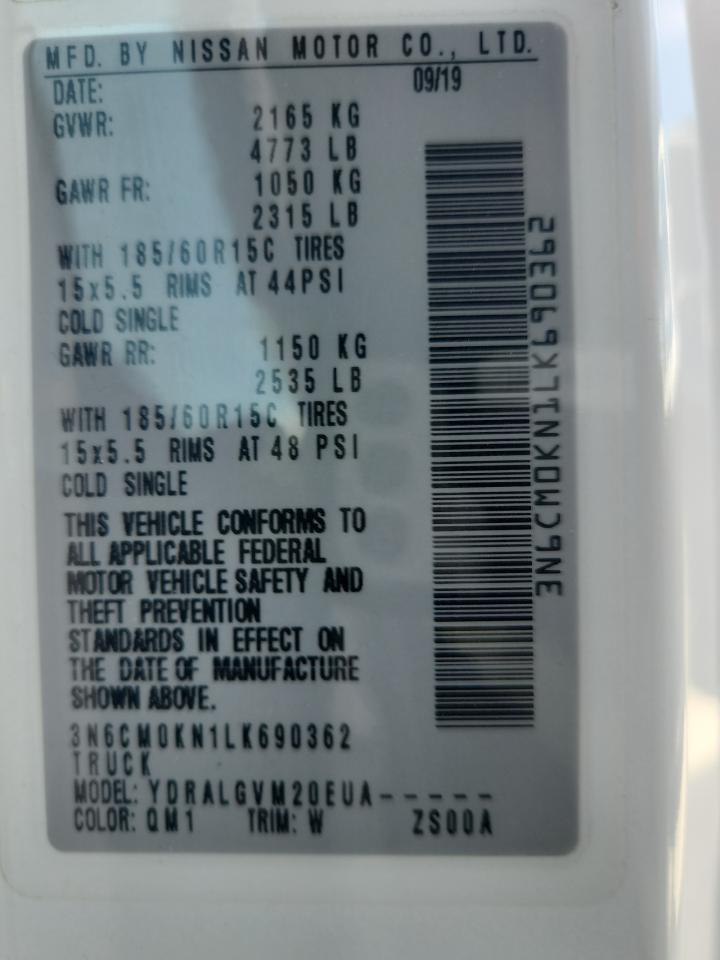 MFD. BY NISSAN MOTOR CO., LTD.
DATE: 09/19
GVWR: 2165 KG
4773 LB
GAWR FR: 1050 KG
2315 LB
WITH 185/60R15C TIRES
15x5.5 RIMS AT 44PSI
COLD SINGLE
GAWR RR: 1150 KG
2535 LB
WITH 185/60R15C TIRES
15x5.5 RIMS AT 48 PSI
COLD SINGLE
THIS VEHICLE CONFORMS TO
ALL APPLICABLE FEDERAL
MOTOR VEHICLE SAFETY AND
THEFT PREVENTION
STANDARDS IN EFFECT ON
THE DATE OF MANUFACTURE
SHOWN ABOVE.
3N6CM0KN1LK690362
TRUCK
MODEL: YDRALGVM20EUA-----
COLOR: QM1 TRIM: W ZS00A
3N6CM0KN1LK690362